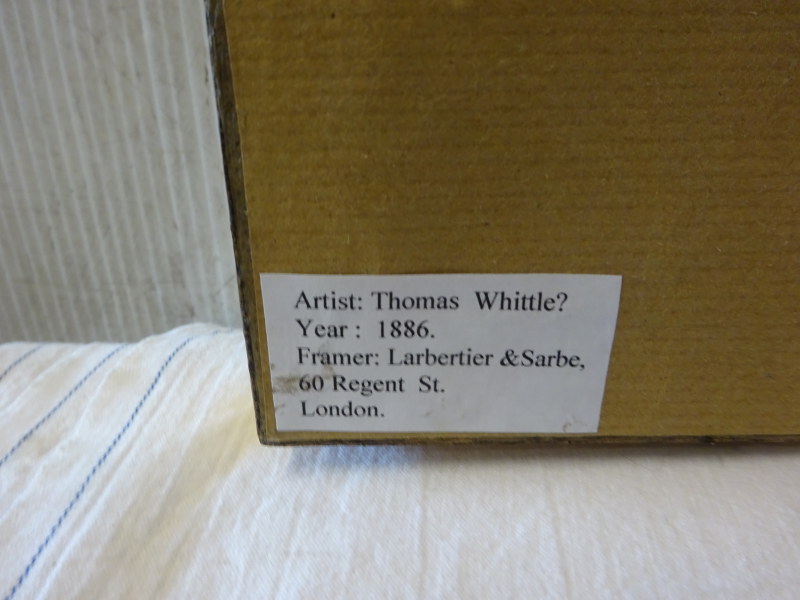 Artist: Thomas Whittle?
Year : 1886.
Framer: Larbertier &Sarbe,
60 Regent St.
London.